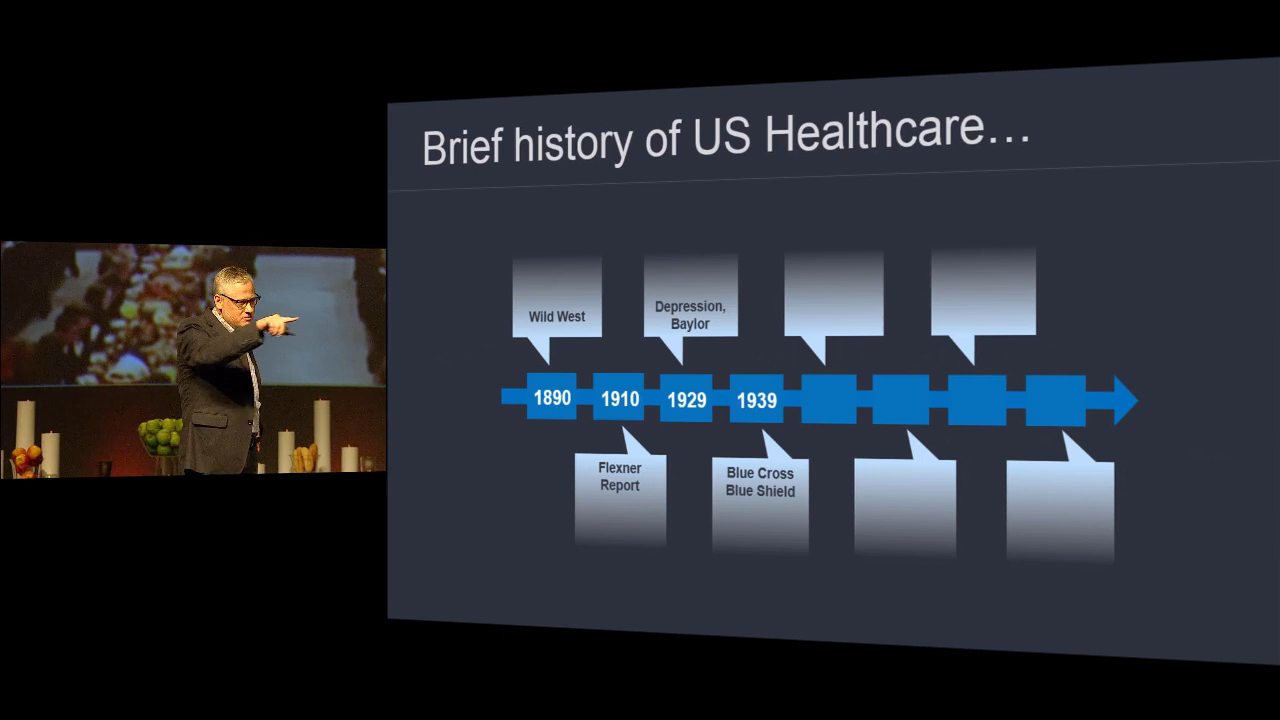 Brief history of US Healthcare…
Wild West
Depression,
Baylor
1890
1910
1929
1939
Flexner
Report
Blue Cross
Blue Shield